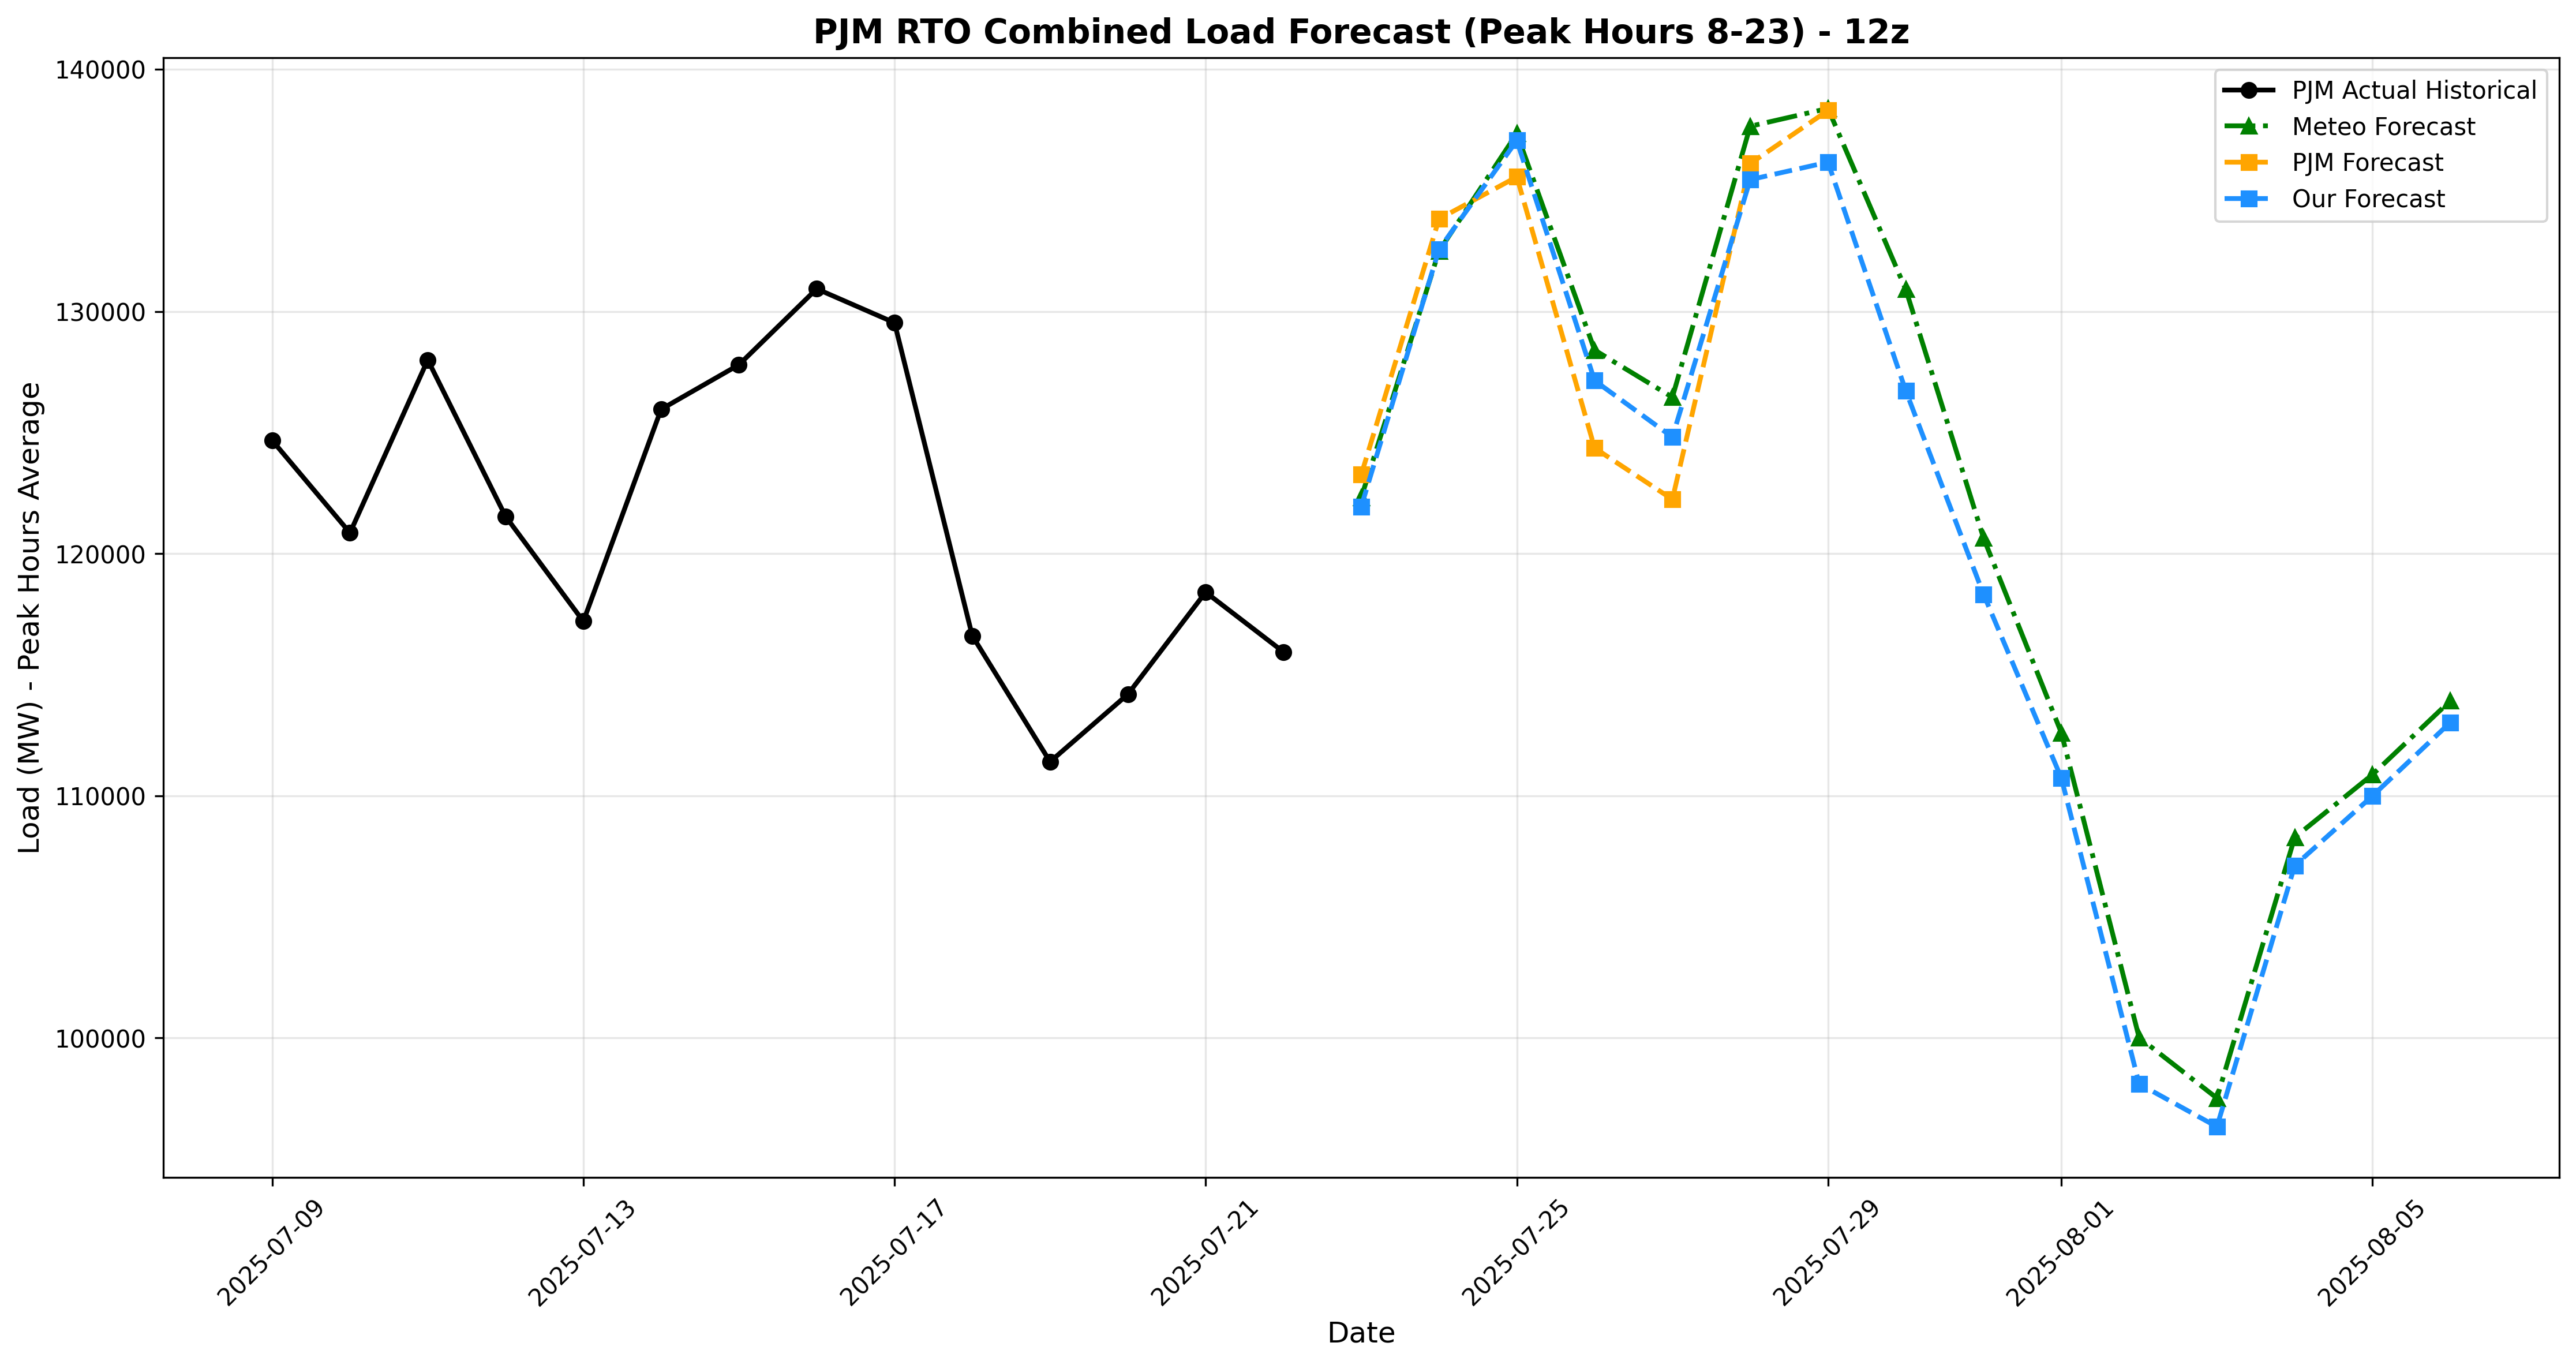 PJM RTO Combined Load Forecast (Peak Hours 8-23) - 12z
PJM Actual Historical
Meteo Forecast
PJM Forecast
Our Forecast
Load (MW) - Peak Hours Average
140000
130000
120000
110000
100000
2025-07-09
2025-07-13
2025-07-17
2025-07-21
2025-07-25
2025-07-29
2025-08-01
2025-08-05
Date